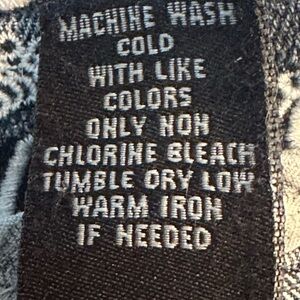 MACHINE WASH
COLD
WITH LIKE
COLORS
ONLY NON
CHLORINE BLEACH
TUMBLE DRY LOW
WARM IRON
IF NEEDED